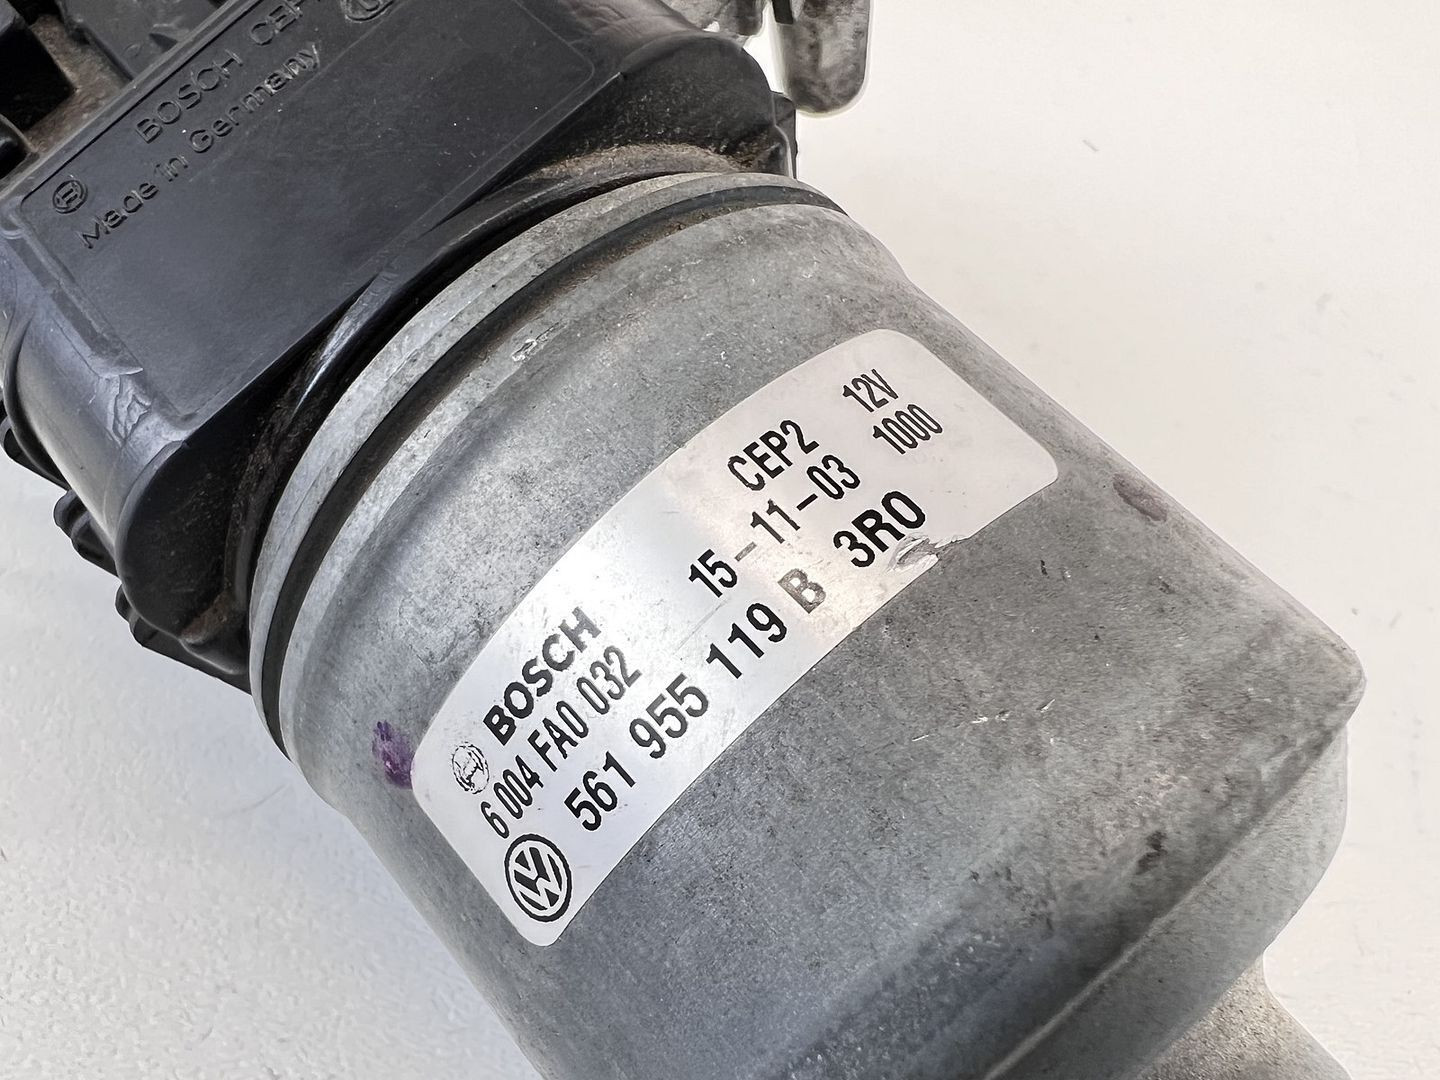 BOSCH CEP
Made in Germany
CEP2 12V
15-11-03 1000
BOSCH
6 004 FA0 032
561 955 119 B 3R0